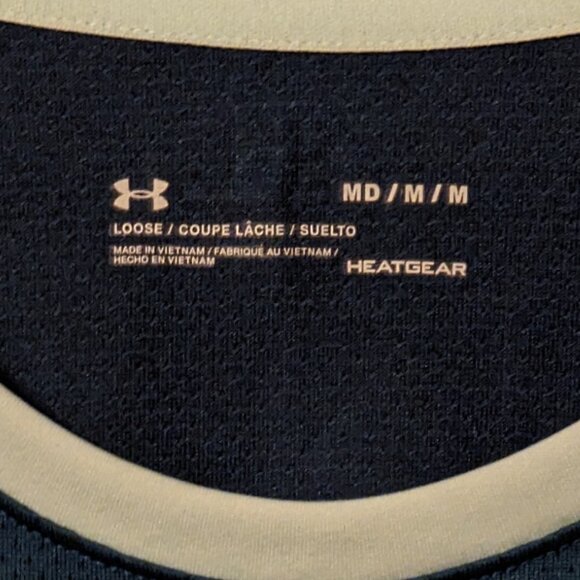 MD / M / M
LOOSE / COUPE LÂCHE / SUELTO
MADE IN VIETNAM / FABRIQUÉ AU VIETNAM /
HECHO EN VIETNAM
HEATGEAR